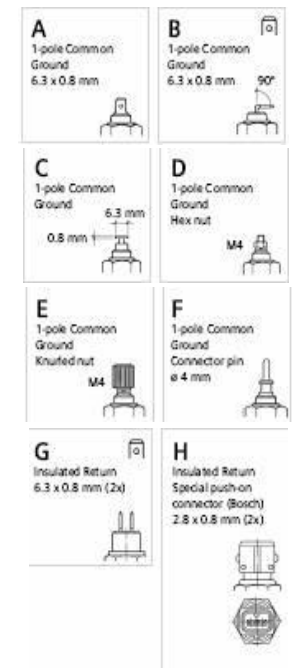 A
1-pole Common
Ground
6.3 x 0.8 mm
B
1-pole Common
Ground
6.3 x 0.8 mm
90°
C
1-pole Common
Ground
6.3 mm
0.8 mm
D
1-pole Common
Ground
Hex nut
M4
E
1-pole Common
Ground
Knurled nut
M4
F
1-pole Common
Ground
Connector pin
ø 4 mm
G
Insulated Return
6.3 x 0.8 mm (2x)
H
Insulated Return
Special push-on
connector (Bosch)
2.8 x 0.8 mm (2x)